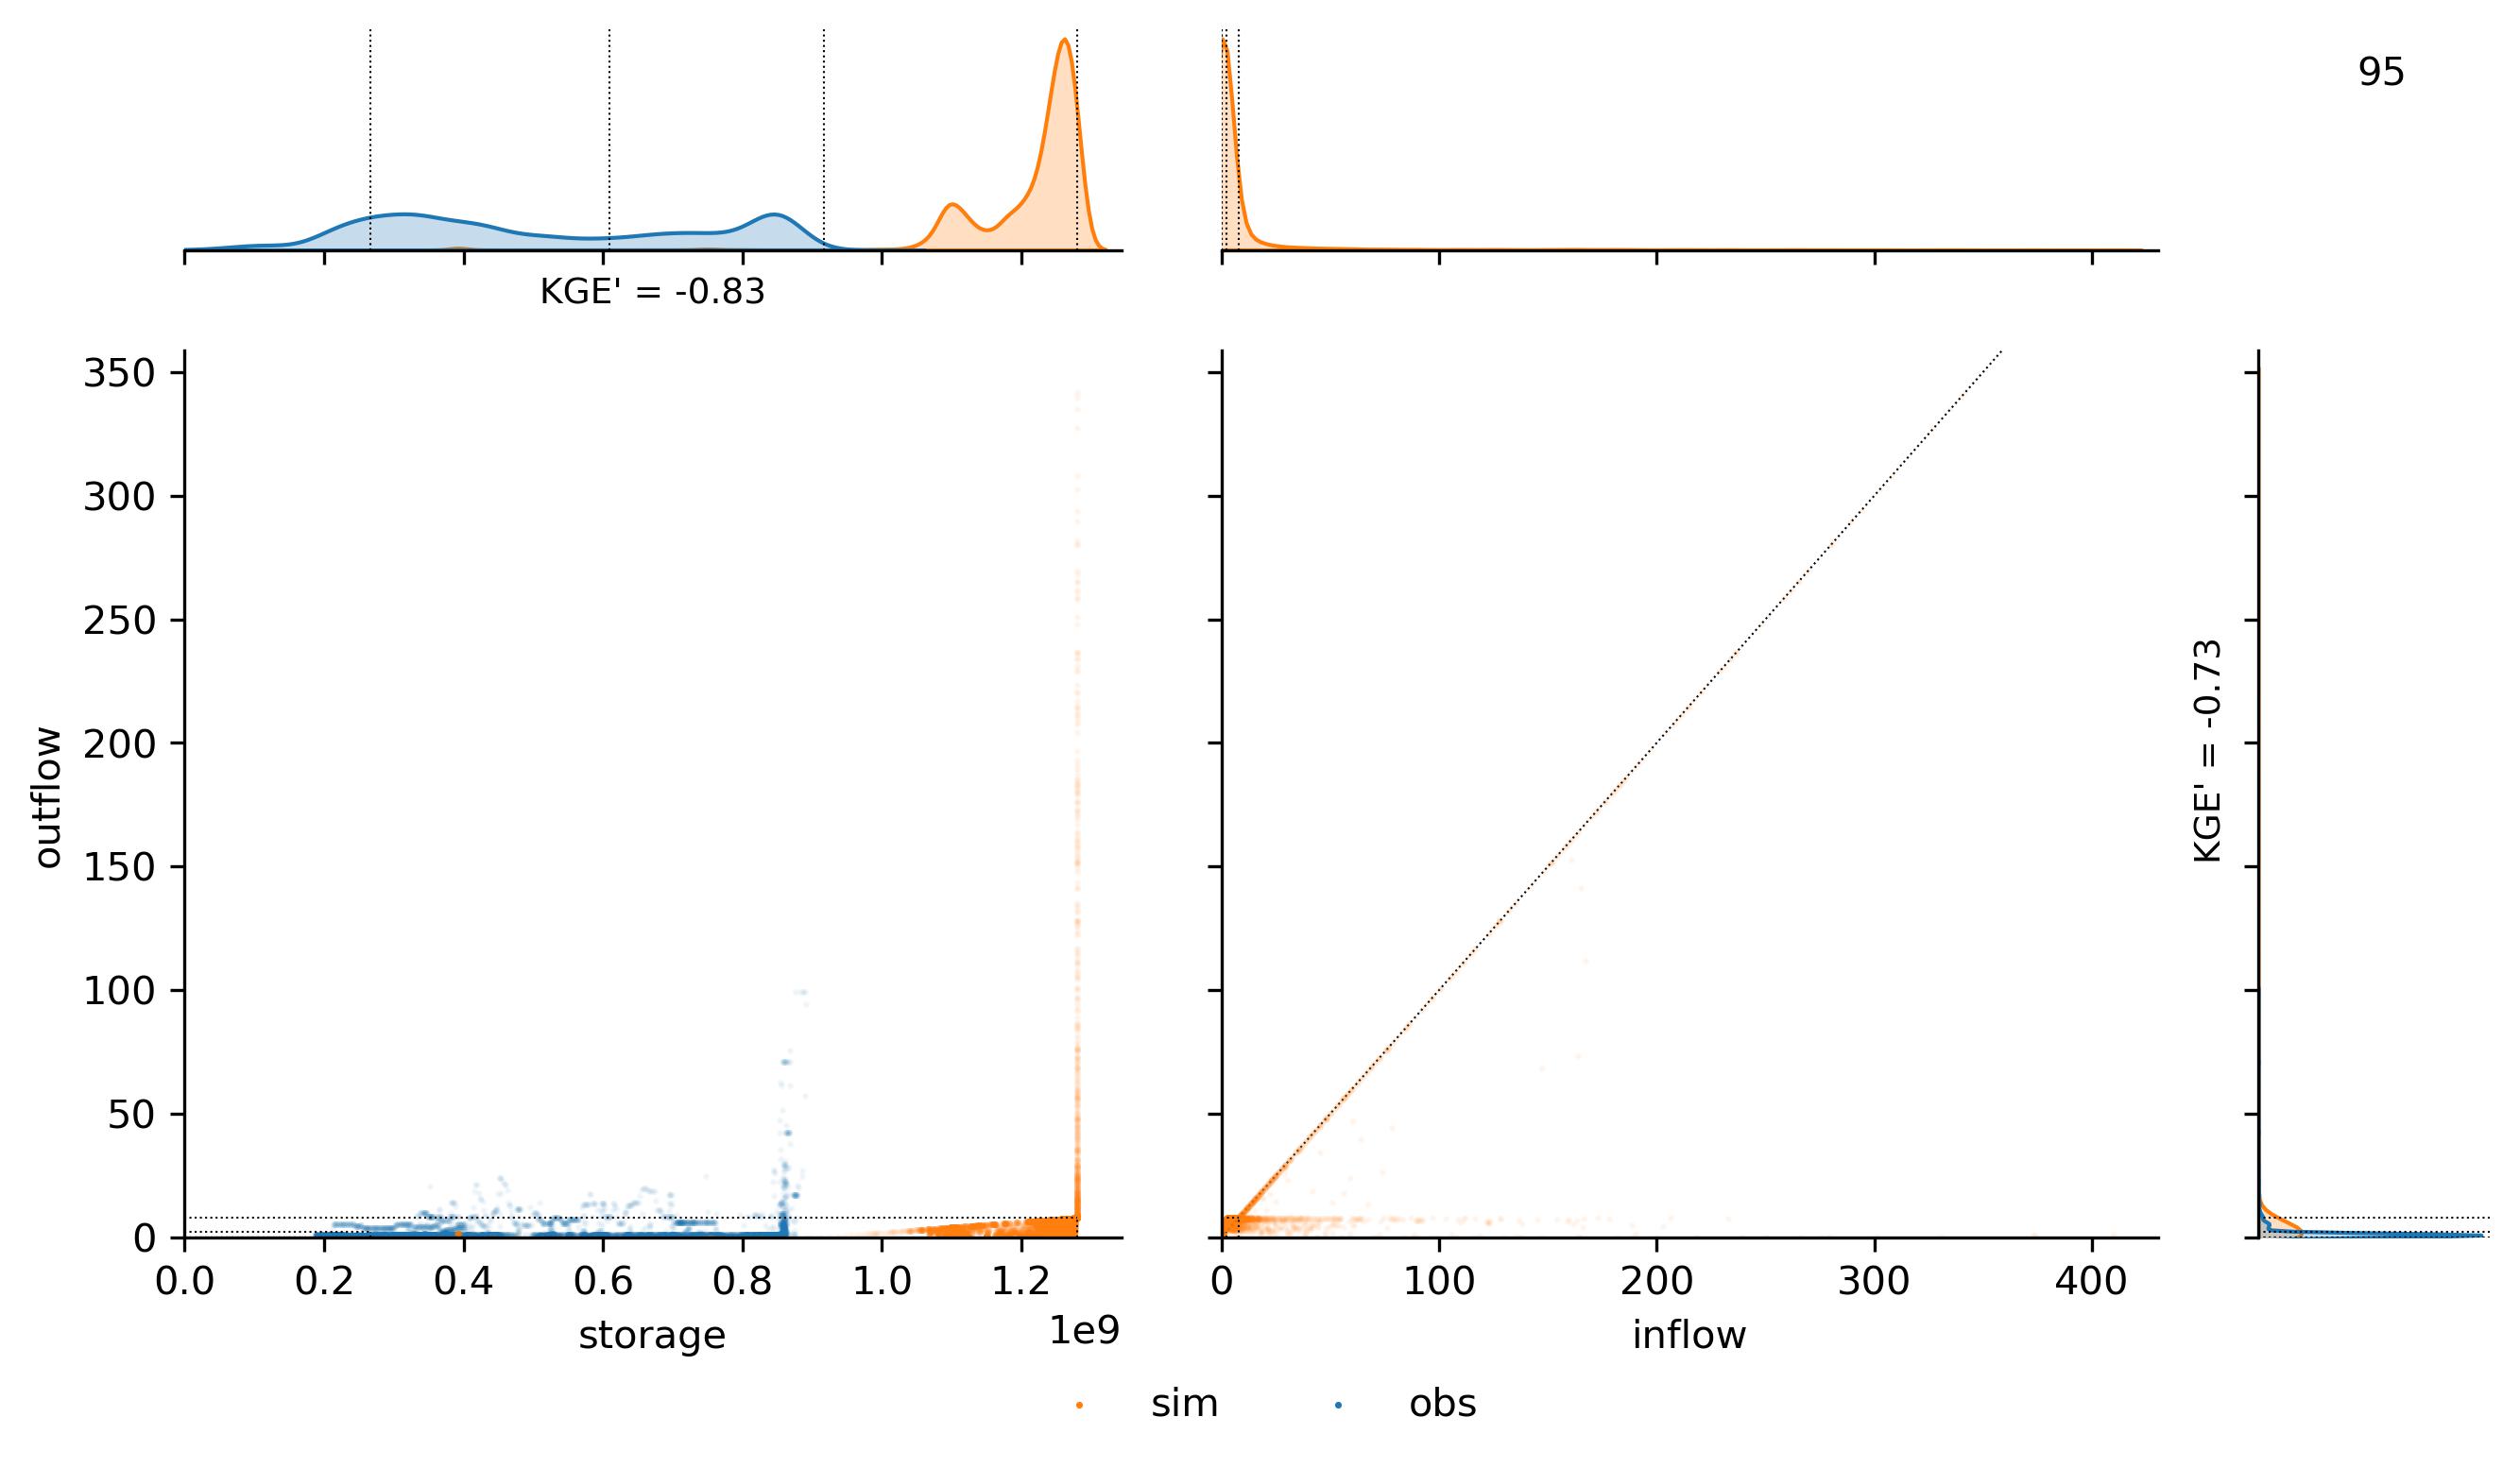 95
KGE' = -0.83
350
300
250
200
150
100
50
0
outflow
KGE' = -0.73
0.0 0.2 0.4 0.6 0.8 1.0 1.2
0 100 200 300 400
storage
1e9
inflow
sim obs